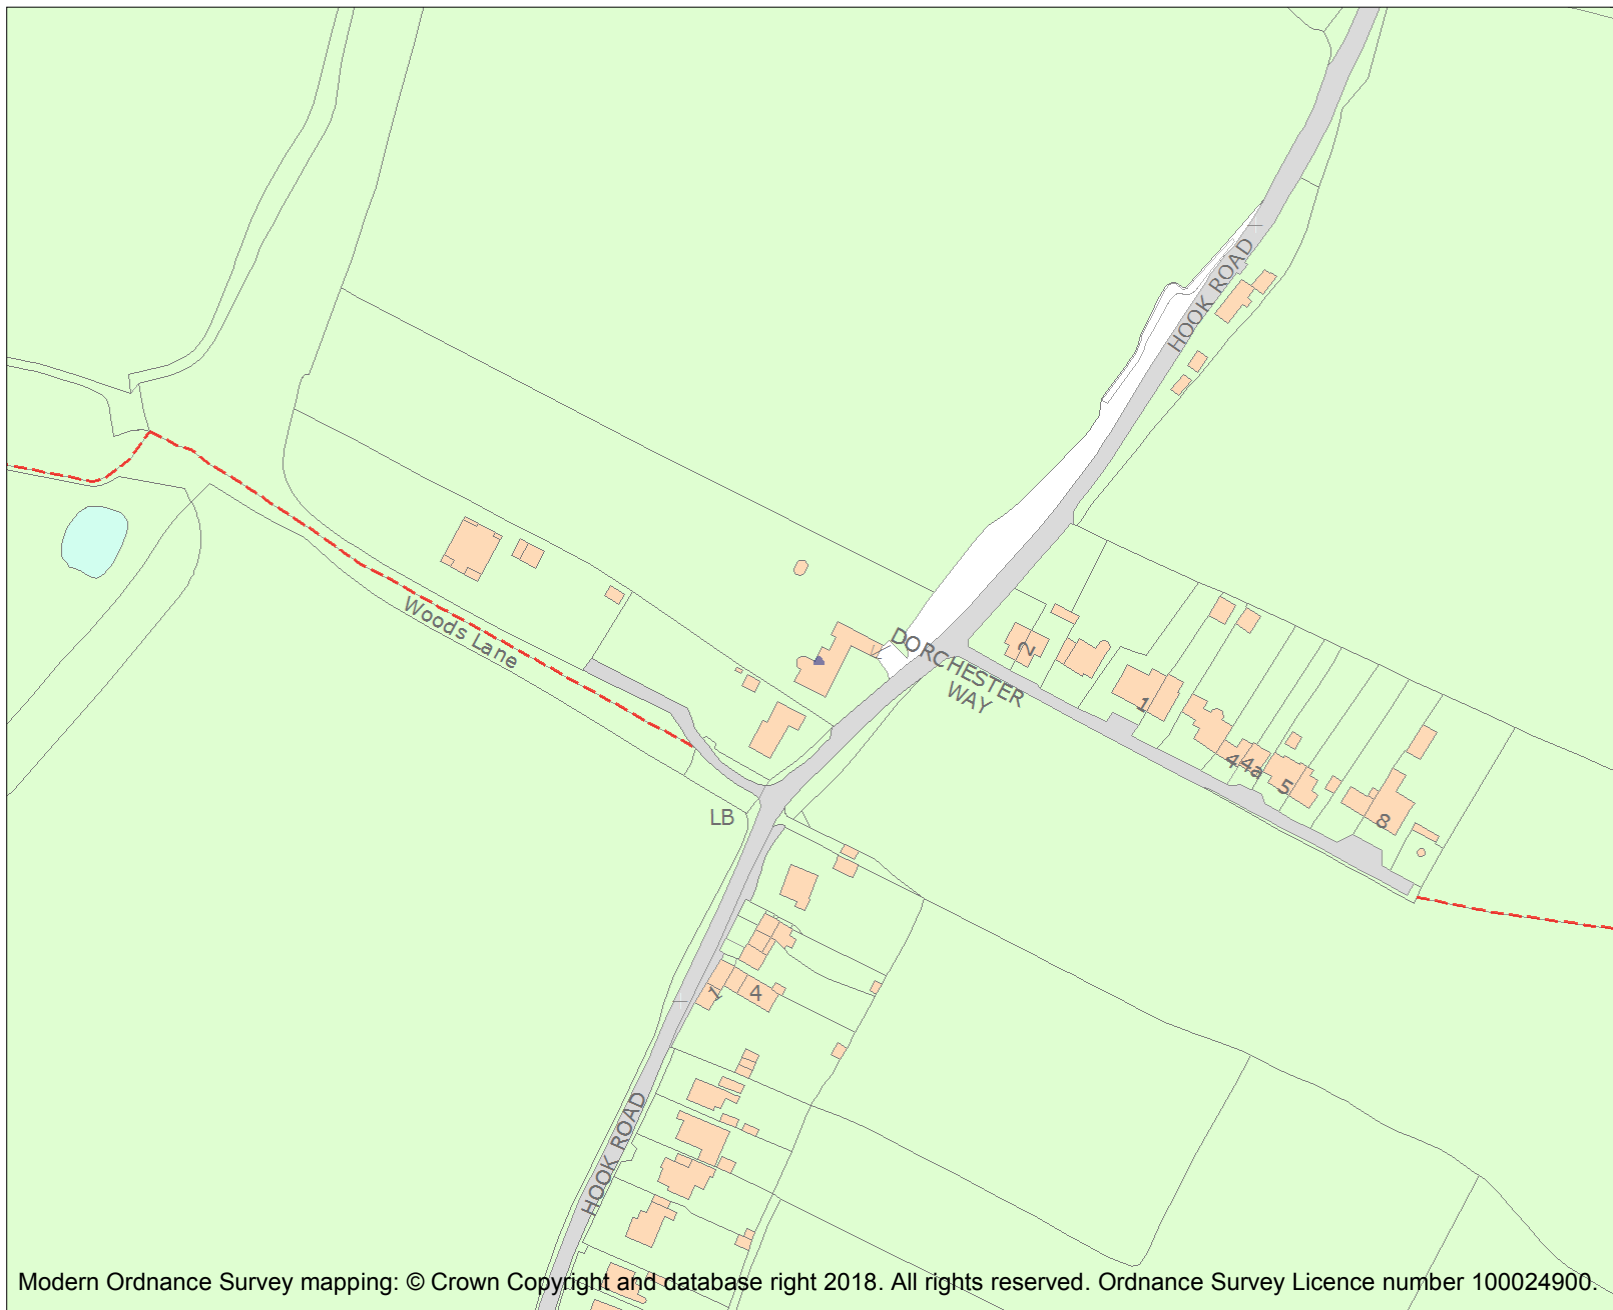 HOOK ROAD
DORCHESTER
WAY
2
1
Woods Lane
4
4a
5
8
LB
1
4
HOOK ROAD
Modern Ordnance Survey mapping: © Crown Copyright and database right 2018. All rights reserved. Ordnance Survey Licence number 100024900.